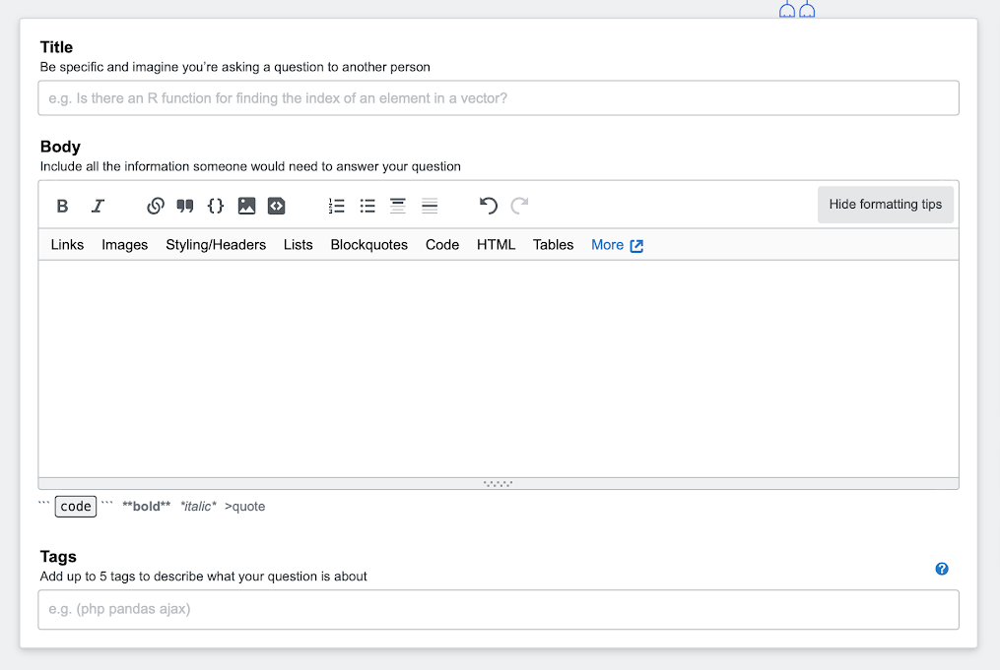 Title
Be specific and imagine you're asking a question to another person
e.g. Is there an R function for finding the index of an element in a vector?
Body
Include all the information someone would need to answer your question
B I {} Hide formatting tips
Links Images Styling/Headers Lists Blockquotes Code HTML Tables More
``` code ``` **bold** *italic* >quote
Tags
Add up to 5 tags to describe what your question is about
?
e.g. (php pandas ajax)